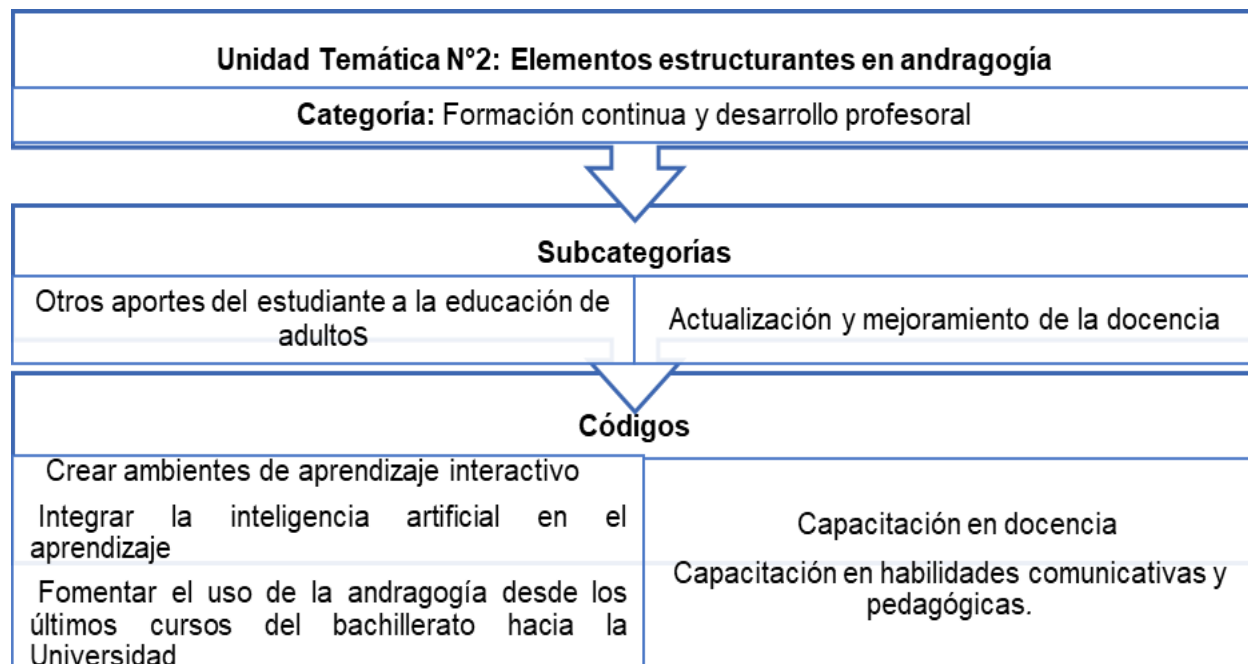 Unidad Temática N°2: Elementos estructurantes en andragogía
Categoría: Formación continua y desarrollo profesoral
Subcategorías
Otros aportes del estudiante a la educación de
adultos
Actualización y mejoramiento de la docencia
Códigos
Crear ambientes de aprendizaje interactivo
Integrar la inteligencia artificial en el
aprendizaje
Fomentar el uso de la andragogía desde los
últimos cursos del bachillerato hacia la
Universidad
Capacitación en docencia
Capacitación en habilidades comunicativas y
pedagógicas.